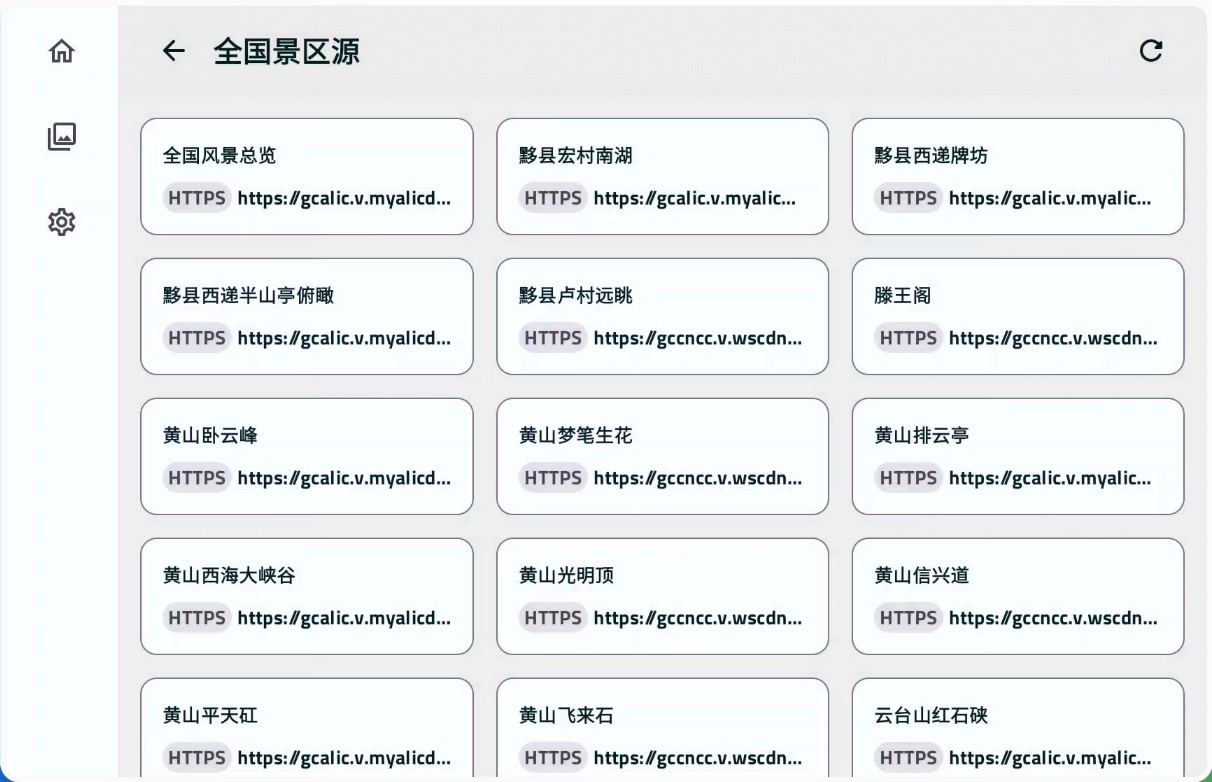 全国景区源
全国风景总览
HTTPS https://gcalic.v.myalicd...
黟县宏村南湖
HTTPS https://gcalic.v.myalic...
黟县西递牌坊
HTTPS https://gcalic.v.myalic...
黟县西递半山亭俯瞰
HTTPS https://gcalic.v.myalicd...
黟县卢村远眺
HTTPS https://gccncc.v.wscdn...
滕王阁
HTTPS https://gccncc.v.wscdn...
黄山卧云峰
HTTPS https://gcalic.v.myalicd...
黄山梦笔生花
HTTPS https://gccncc.v.wscdn...
黄山排云亭
HTTPS https://gcalic.v.myalic...
黄山西海大峡谷
HTTPS https://gcalic.v.myalicd...
黄山光明顶
HTTPS https://gccncc.v.wscdn...
黄山信兴道
HTTPS https://gccncc.v.wscdn...
黄山平天矼
HTTPS https://gcalic.v.myalicd...
黄山飞来石
HTTPS https://gccncc.v.wscdn...
云台山红石硖
HTTPS https://gcalic.v.myalic...